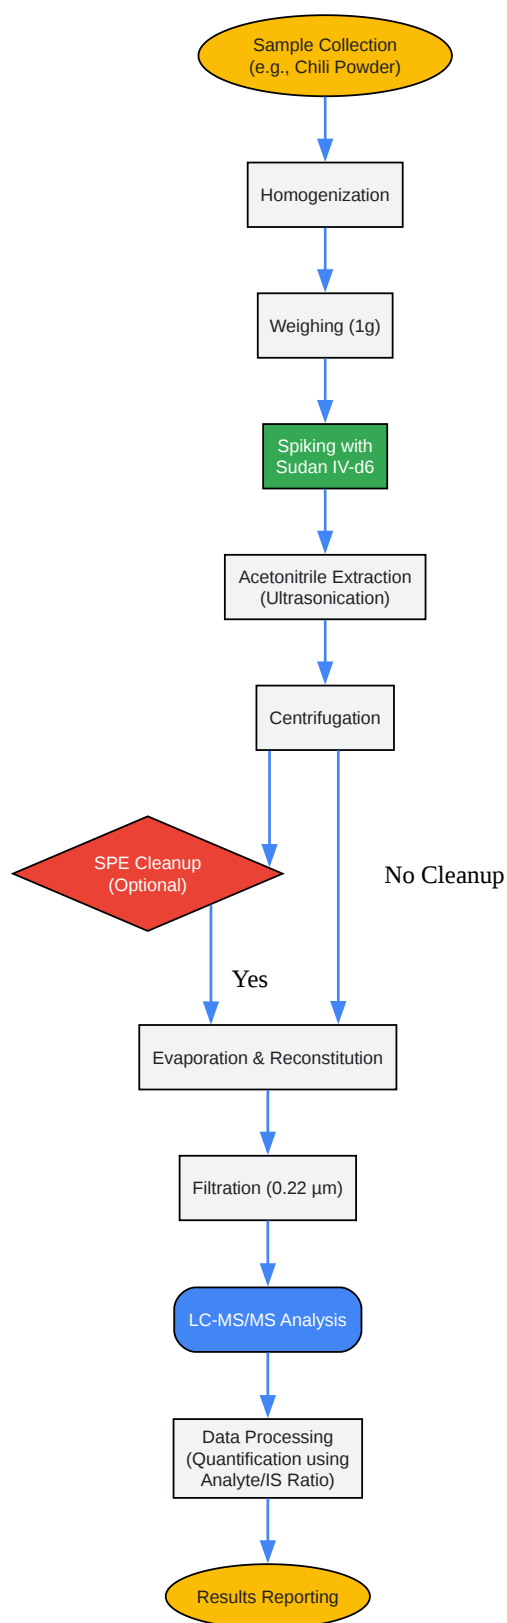 Sample Collection
(e.g., Chili Powder)
Homogenization
Weighing (1g)
Spiking with
Sudan IV-d6
Acetonitrile Extraction
(Ultrasonication)
Centrifugation
SPE Cleanup
(Optional)
No Cleanup
Yes
Evaporation & Reconstitution
Filtration (0.22 µm)
LC-MS/MS Analysis
Data Processing
(Quantification using
Analyte/IS Ratio)
Results Reporting